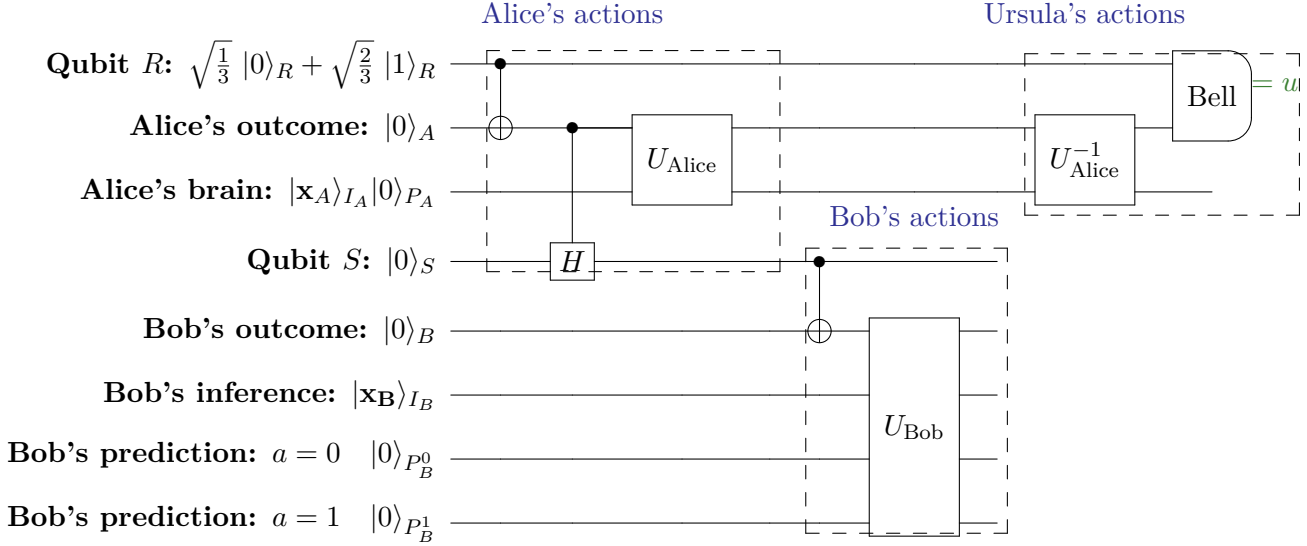 Alice's actions
Ursula's actions
Qubit R: √1/3 |0⟩_R + √2/3 |1⟩_R
Bell
= u
Alice's outcome: |0⟩_A
U_Alice
U_Alice^{-1}
Alice's brain: |x_A⟩_{I_A}|0⟩_{P_A}
Bob's actions
Qubit S: |0⟩_S
H
Bob's outcome: |0⟩_B
Bob's inference: |x_B⟩_{I_B}
U_Bob
Bob's prediction: a = 0 |0⟩_{P_B^0}
Bob's prediction: a = 1 |0⟩_{P_B^1}